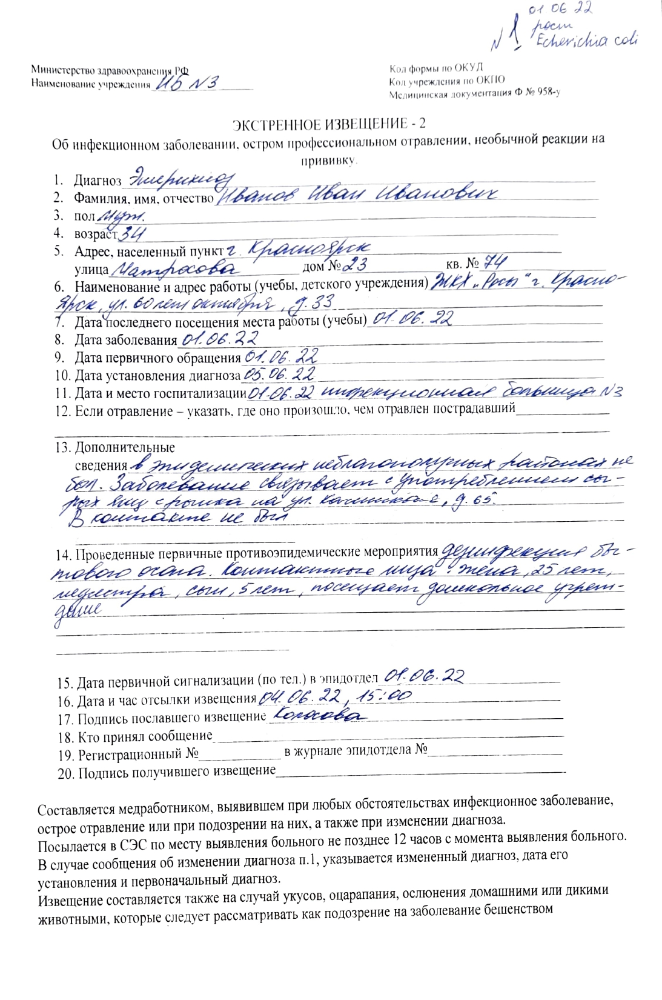 01 06 22
рост
N 1 Echerichia coli
Министерство здравоохранения РФ
Наименование учреждения ИБ N3
Код формы по ОКУД
Код учреждения по ОКПО
Медицинская документация Ф № 958-у
ЭКСТРЕННОЕ ИЗВЕЩЕНИЕ - 2
Об инфекционном заболевании, остром профессиональном отравлении, необычной реакции на
прививку.
1. Диагноз Эшерихиоз
2. Фамилия, имя, отчество Иванов Иван Иванович
3. пол муж.
4. возраст 34
5. Адрес, населенный пункт г. Красноярск
улица Матросова дом № 23 кв. № 74
6. Наименование и адрес работы (учебы, детского учреждения) ЖКХ „Росы" г. Красно-
ярск, ул. 60 лет октября, д. 33
7. Дата последнего посещения места работы (учебы) 01.06.22
8. Дата заболевания 01.06.22
9. Дата первичного обращения 01.06.22
10. Дата установления диагноза 05.06.22
11. Дата и место госпитализации 01.06.22 инфекционная больница N3
12. Если отравление – указать, где оно произошло, чем отравлен пострадавший
13. Дополнительные
сведения в эпидемических неблагополучных районах не
был. Заболевание связывает с употреблением сы-
рых яиц с рынка на ул. Калинина, д. 65.
В контакте не был
14. Проведенные первичные противоэпидемические мероприятия дезинфекция бы-
тового очага. Контактные лица: жена, 25 лет,
медсестра, сын, 5 лет, посещает дошкольное учреж-
дение
15. Дата первичной сигнализации (по тел.) в эпидотдел 01.06.22
16. Дата и час отсылки извещения 04.06.22, 15:00
17. Подпись пославшего извещение Колосова
18. Кто принял сообщение
19. Регистрационный № в журнале эпидотдела №
20. Подпись получившего извещение
Составляется медработником, выявившем при любых обстоятельствах инфекционное заболевание,
острое отравление или при подозрении на них, а также при изменении диагноза.
Посылается в СЭС по месту выявления больного не позднее 12 часов с момента выявления больного.
В случае сообщения об изменении диагноза п.1, указывается измененный диагноз, дата его
установления и первоначальный диагноз.
Извещение составляется также на случай укусов, оцарапания, ослюнения домашними или дикими
животными, которые следует рассматривать как подозрение на заболевание бешенством